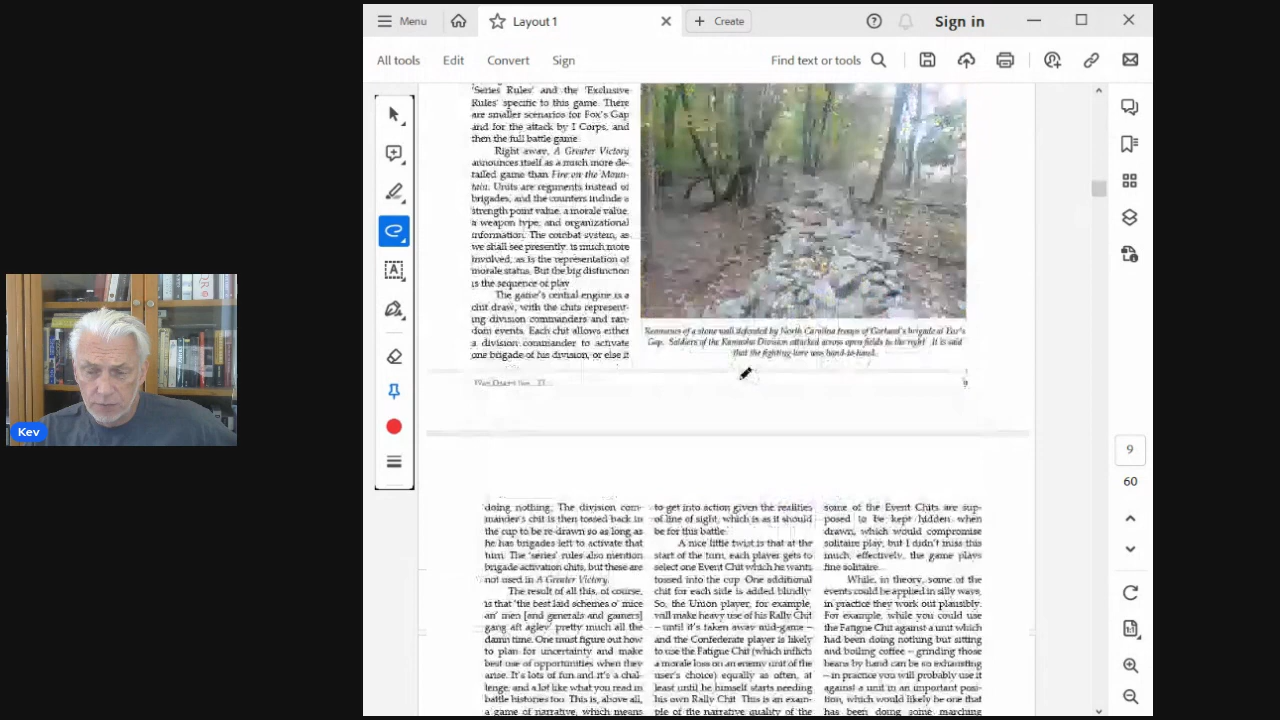 Menu
Layout 1
Create
Sign in
All tools
Edit
Convert
Sign
Find text or tools
'Series Rules' and the 'Exclusive
Rules' specific to this game. There
are smaller scenarios for Fox's Gap
and for the attack by I Corps, and
then the full battle game.
Right away, A Greater Victory
announces itself as a much more de-
tailed game than Fire on the Moun-
tain. Units are regiments instead of
brigades, and the counters include a
strength point value, a morale value,
a weapon type, and organizational
information. The combat system, as
we shall see presently, is much more
involved, as is the representation of
morale status. But the big distinction
is the sequence of play.
The game's central engine is a
chit draw, with the chits represent-
ing division commanders and ran-
dom events. Each chit allows either
a division commander to activate
one brigade of his division, or else it
Remnants of a stone wall defended by North Carolina troops of Garland's brigade at Fox's
Gap. Soldiers of the Kanawha Division attacked across open fields to the right. It is said
that the fighting here was hand-to-hand.
9
doing nothing. The division com-
mander's chit is then tossed back in
the cup to be re-drawn so as long as
he has brigades left to activate that
turn. The 'series' rules also mention
brigade activation chits, but these are
not used in A Greater Victory.
The result of all this, of course,
is that 'the best laid schemes o' mice
an' men [and generals and gamers]
gang aft agley' pretty much all the
damn time. One must figure out how
to plan for uncertainty and make
best use of opportunities when they
arise. It's lots of fun and it's a chal-
lenge, and a lot like what you read in
battle histories too. This is, above all,
a game of narrative, which means
to get into action given the realities
of line of sight, which is as it should
be for this battle.
A nice little twist is that at the
start of the turn, each player gets to
select one Event Chit which he wants
tossed into the cup. One additional
chit for each side is added blindly.
So, the Union player, for example,
will make heavy use of his Rally Chit
– until it's taken away mid-game –
and the Confederate player is likely
to use the Fatigue Chit (which inflicts
a morale loss on an enemy unit of the
user's choice) equally as often, at
least until he himself starts needing
his own Rally Chit. This is an exam-
ple of the narrative quality of the
some of the Event Chits are sup-
posed to be kept hidden when
drawn, which would compromise
solitaire play, but I didn't miss this
much, effectively, the game plays
fine solitaire.
While, in theory, some of the
events could be applied in silly ways,
in practice they work out plausibly.
For example, while you could use
the Fatigue Chit against a unit which
had been doing nothing but sitting
and boiling coffee – grinding those
beans by hand can be so exhausting
– in practice you will probably use it
against a unit in an important posi-
tion, which would likely be one that
has been doing some marching
9
60
Kev